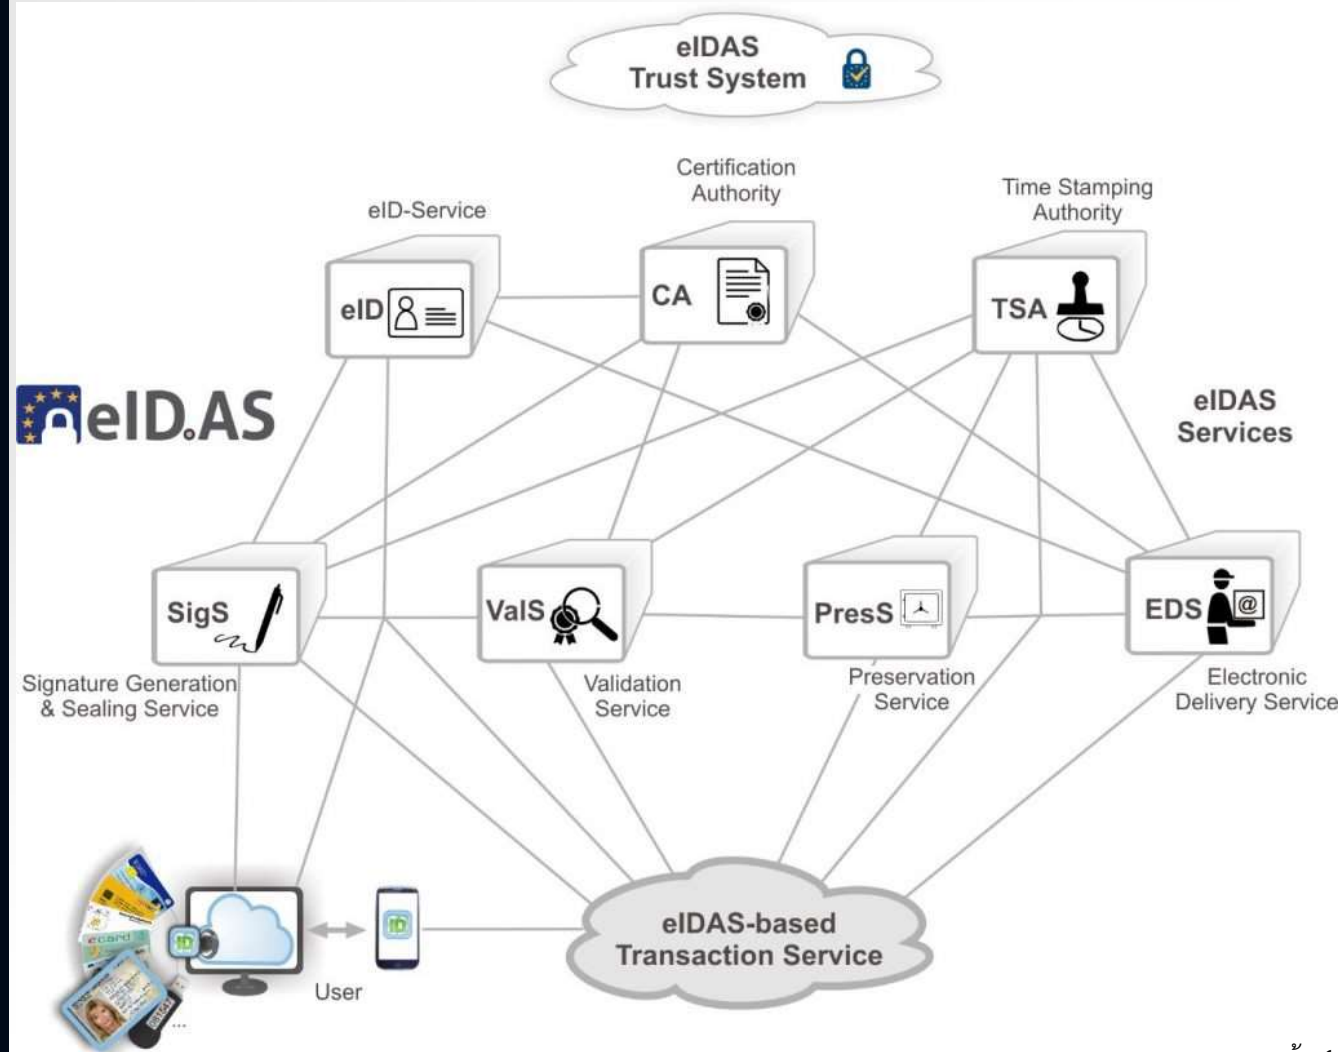 eIDAS
Trust System
Certification
Authority
Time Stamping
Authority
eID-Service
eID
CA
TSA
eID.AS
eIDAS
Services
SigS
ValS
PresS
EDS
@
Signature Generation
& Sealing Service
Validation
Service
Preservation
Service
Electronic
Delivery Service
ecard
ID
ID
User
...
eIDAS-based
Transaction Service